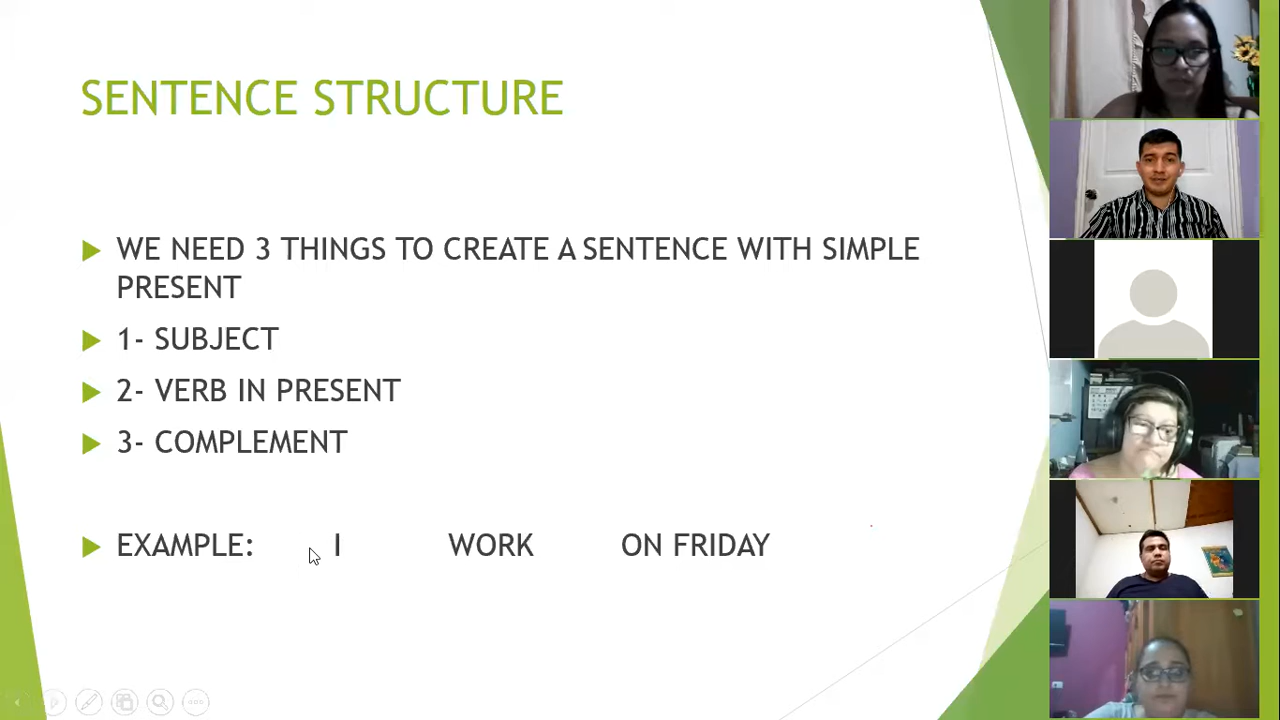 SENTENCE STRUCTURE
WE NEED 3 THINGS TO CREATE A SENTENCE WITH SIMPLE
PRESENT
1- SUBJECT
2- VERB IN PRESENT
3- COMPLEMENT
EXAMPLE: I WORK ON FRIDAY